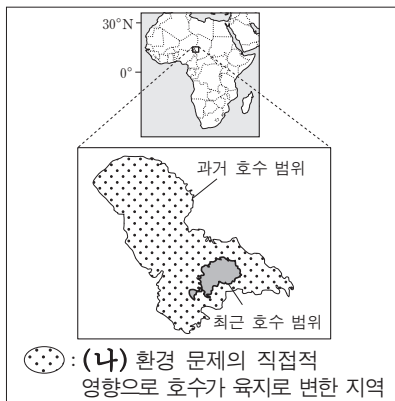 30°N
0°
과거 호수 범위
최근 호수 범위
: (나) 환경 문제의 직접적
영향으로 호수가 육지로 변한 지역